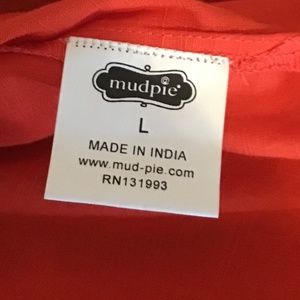 mudpie
L
MADE IN INDIA
www.mud-pie.com
RN131993